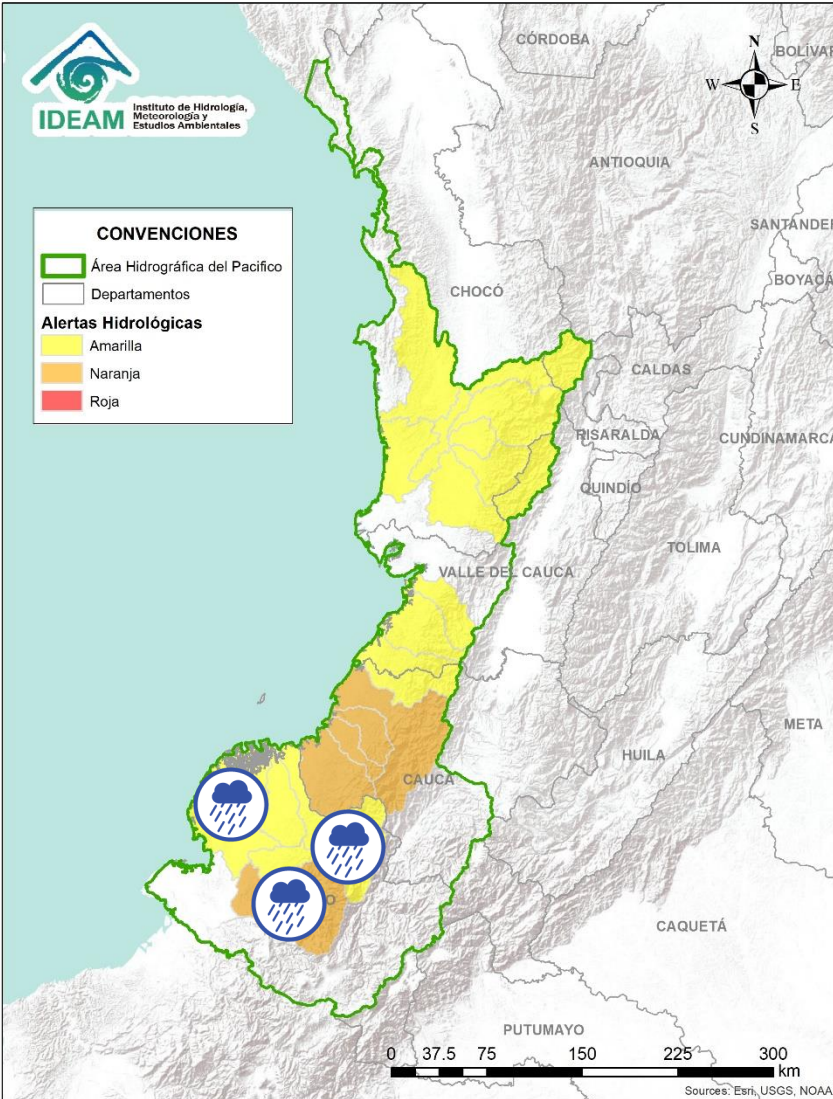 IDEAM
Instituto de Hidrología,
Meteorología y
Estudios Ambientales
CÓRDOBA
BOLÍVAR
N
W
E
S
ANTIOQUIA
SANTANDER
BOYACÁ
CONVENCIONES
Área Hidrográfica del Pacifico
Departamentos
Alertas Hidrológicas
Amarilla
Naranja
Roja
CHOCÓ
CALDAS
RISARALDA
CUNDINAMARCA
QUINDÍO
TOLIMA
VALLE DEL CAUCA
META
HUILA
CAUCA
O
CAQUETÁ
PUTUMAYO
0 37.5 75 150 225 300
km
Sources: Esri, USGS, NOAA